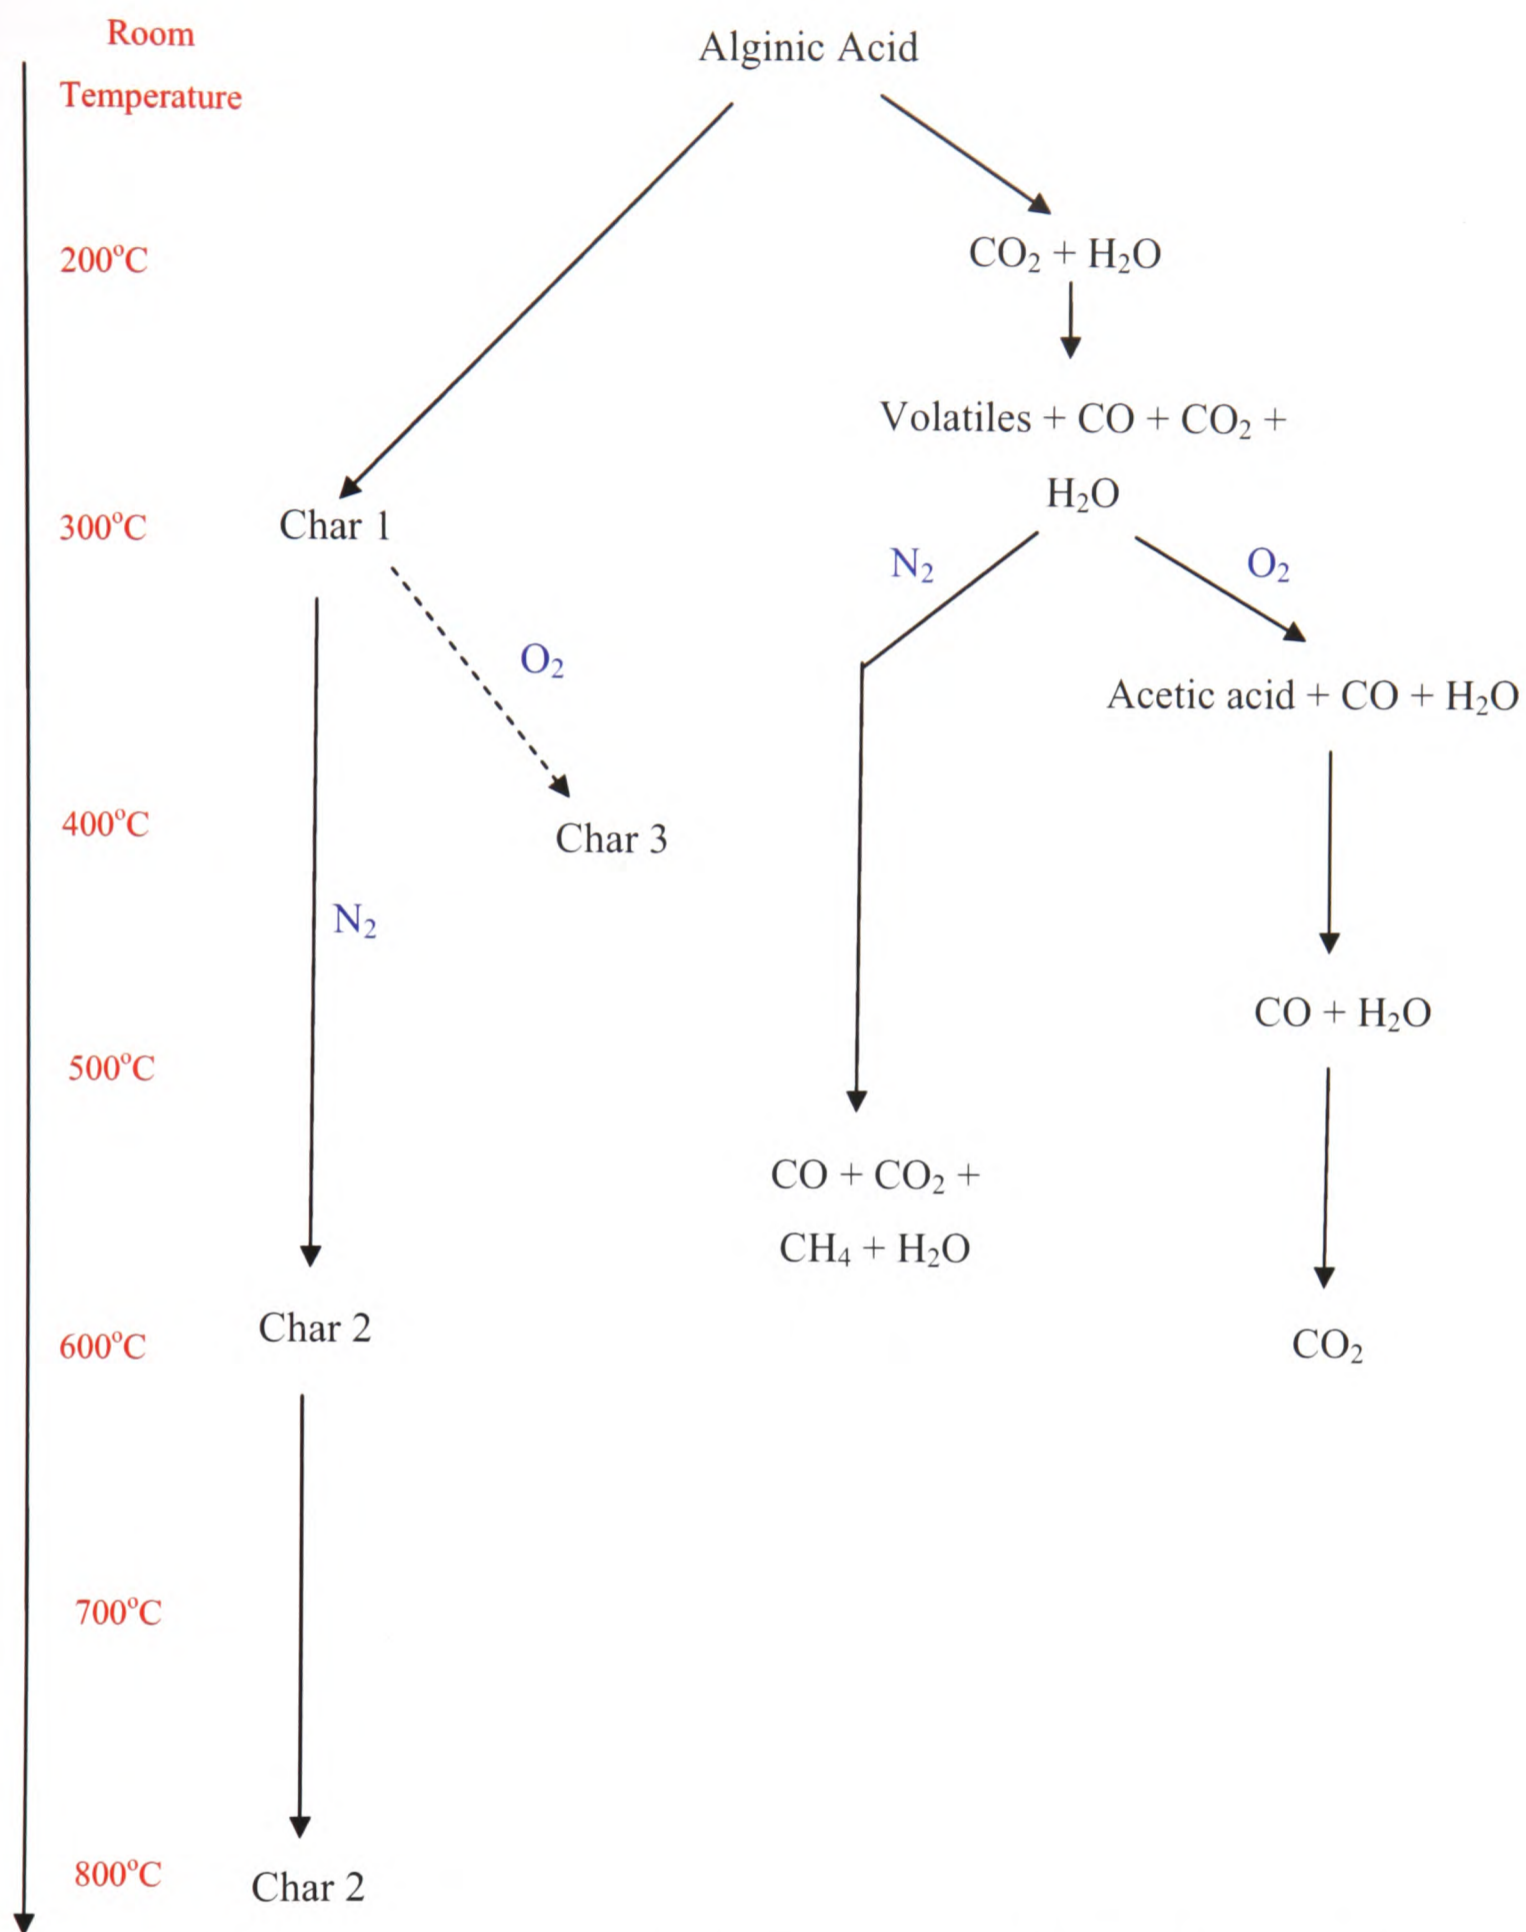 Room
Temperature
Alginic Acid
200°C
CO₂ + H₂O
Volatiles + CO + CO₂ +
H₂O
300°C
Char 1
N₂
O₂
O₂
Acetic acid + CO + H₂O
400°C
Char 3
N₂
CO + H₂O
500°C
CO + CO₂ +
CH₄ + H₂O
600°C
Char 2
CO₂
700°C
800°C
Char 2